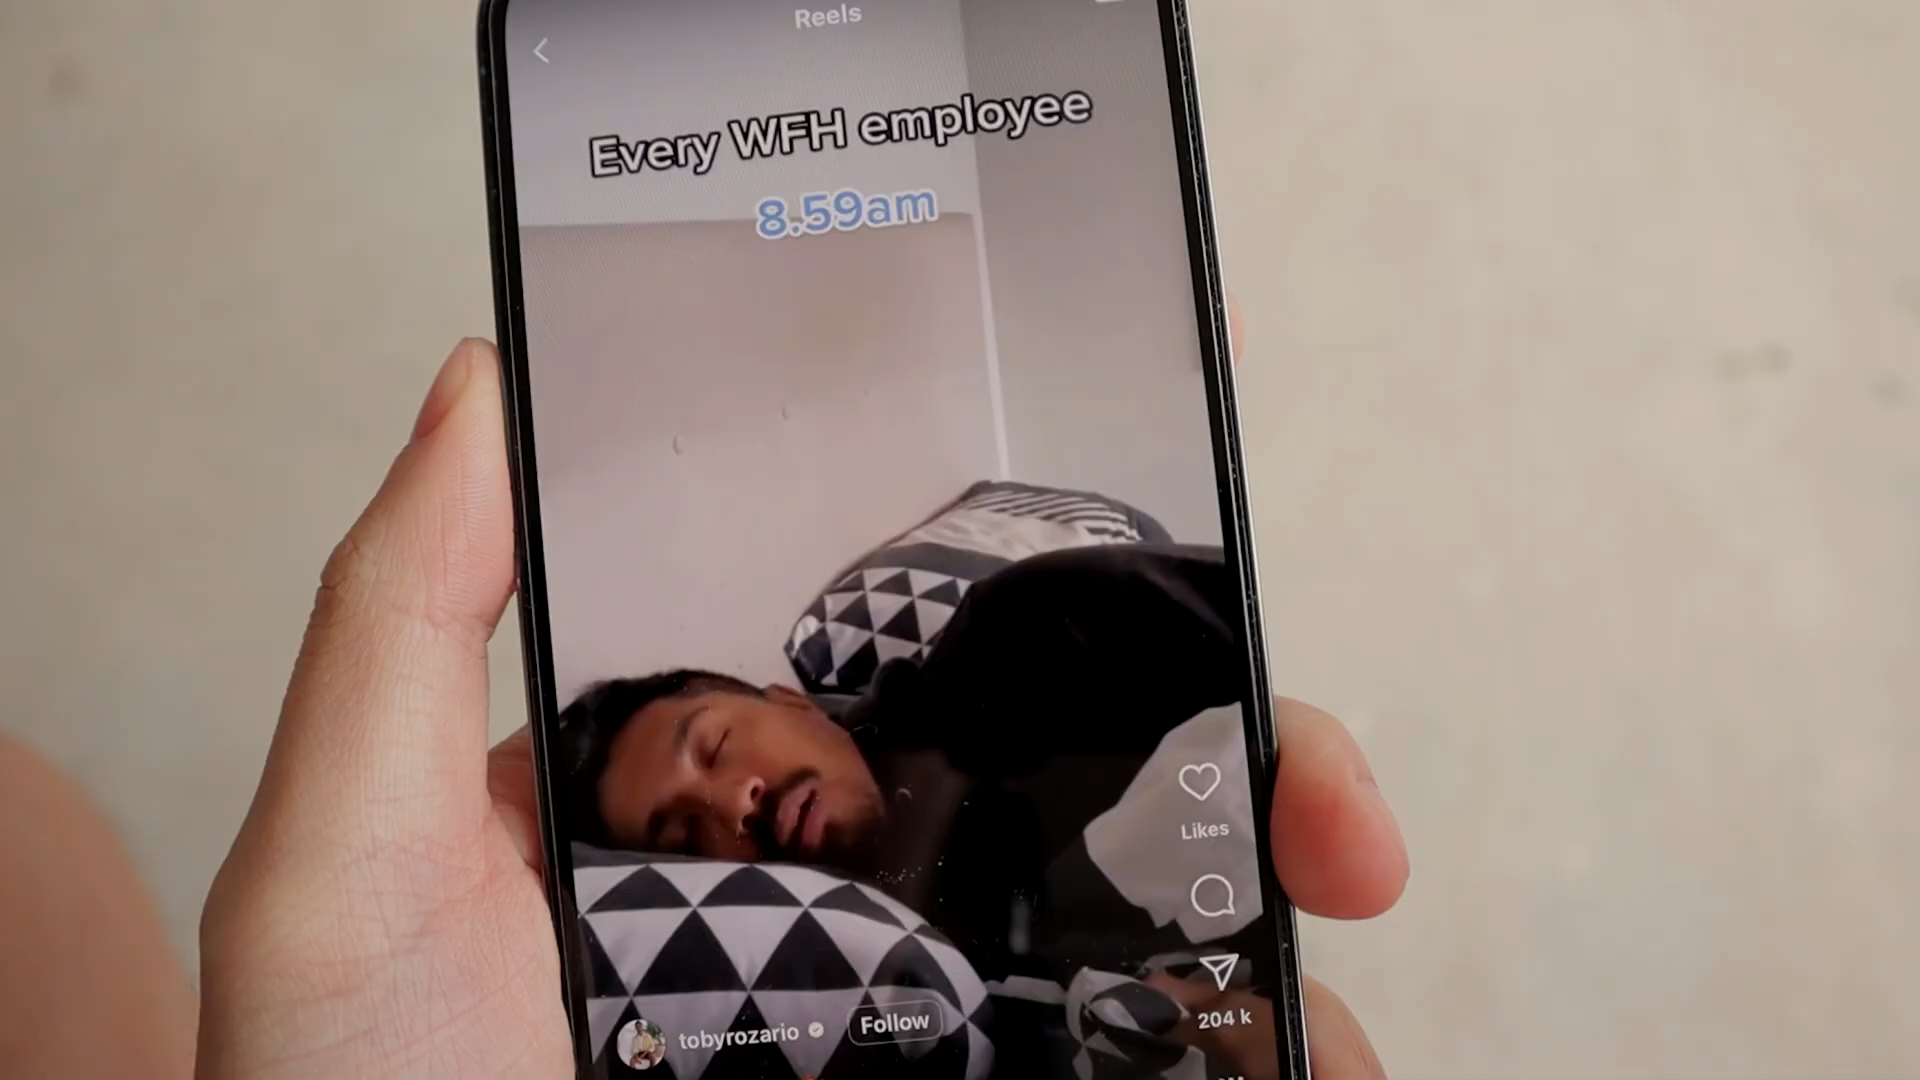 Reels
Every WFH employee
8.59am
Likes
204 k
tobyrozario
Follow